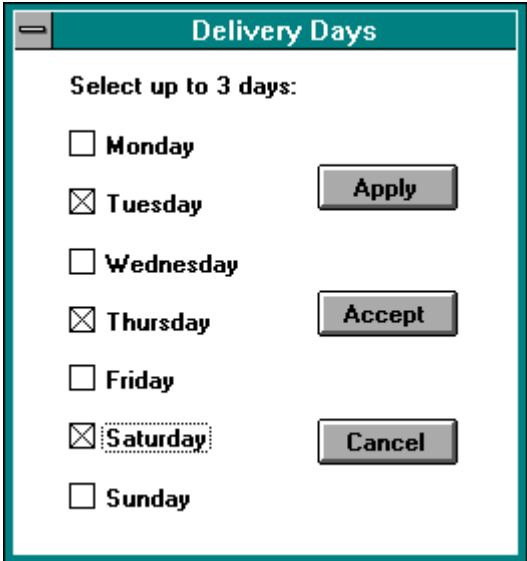 Delivery Days
Select up to 3 days:
Monday
Tuesday
Wednesday
Thursday
Friday
Saturday
Sunday
Apply
Accept
Cancel